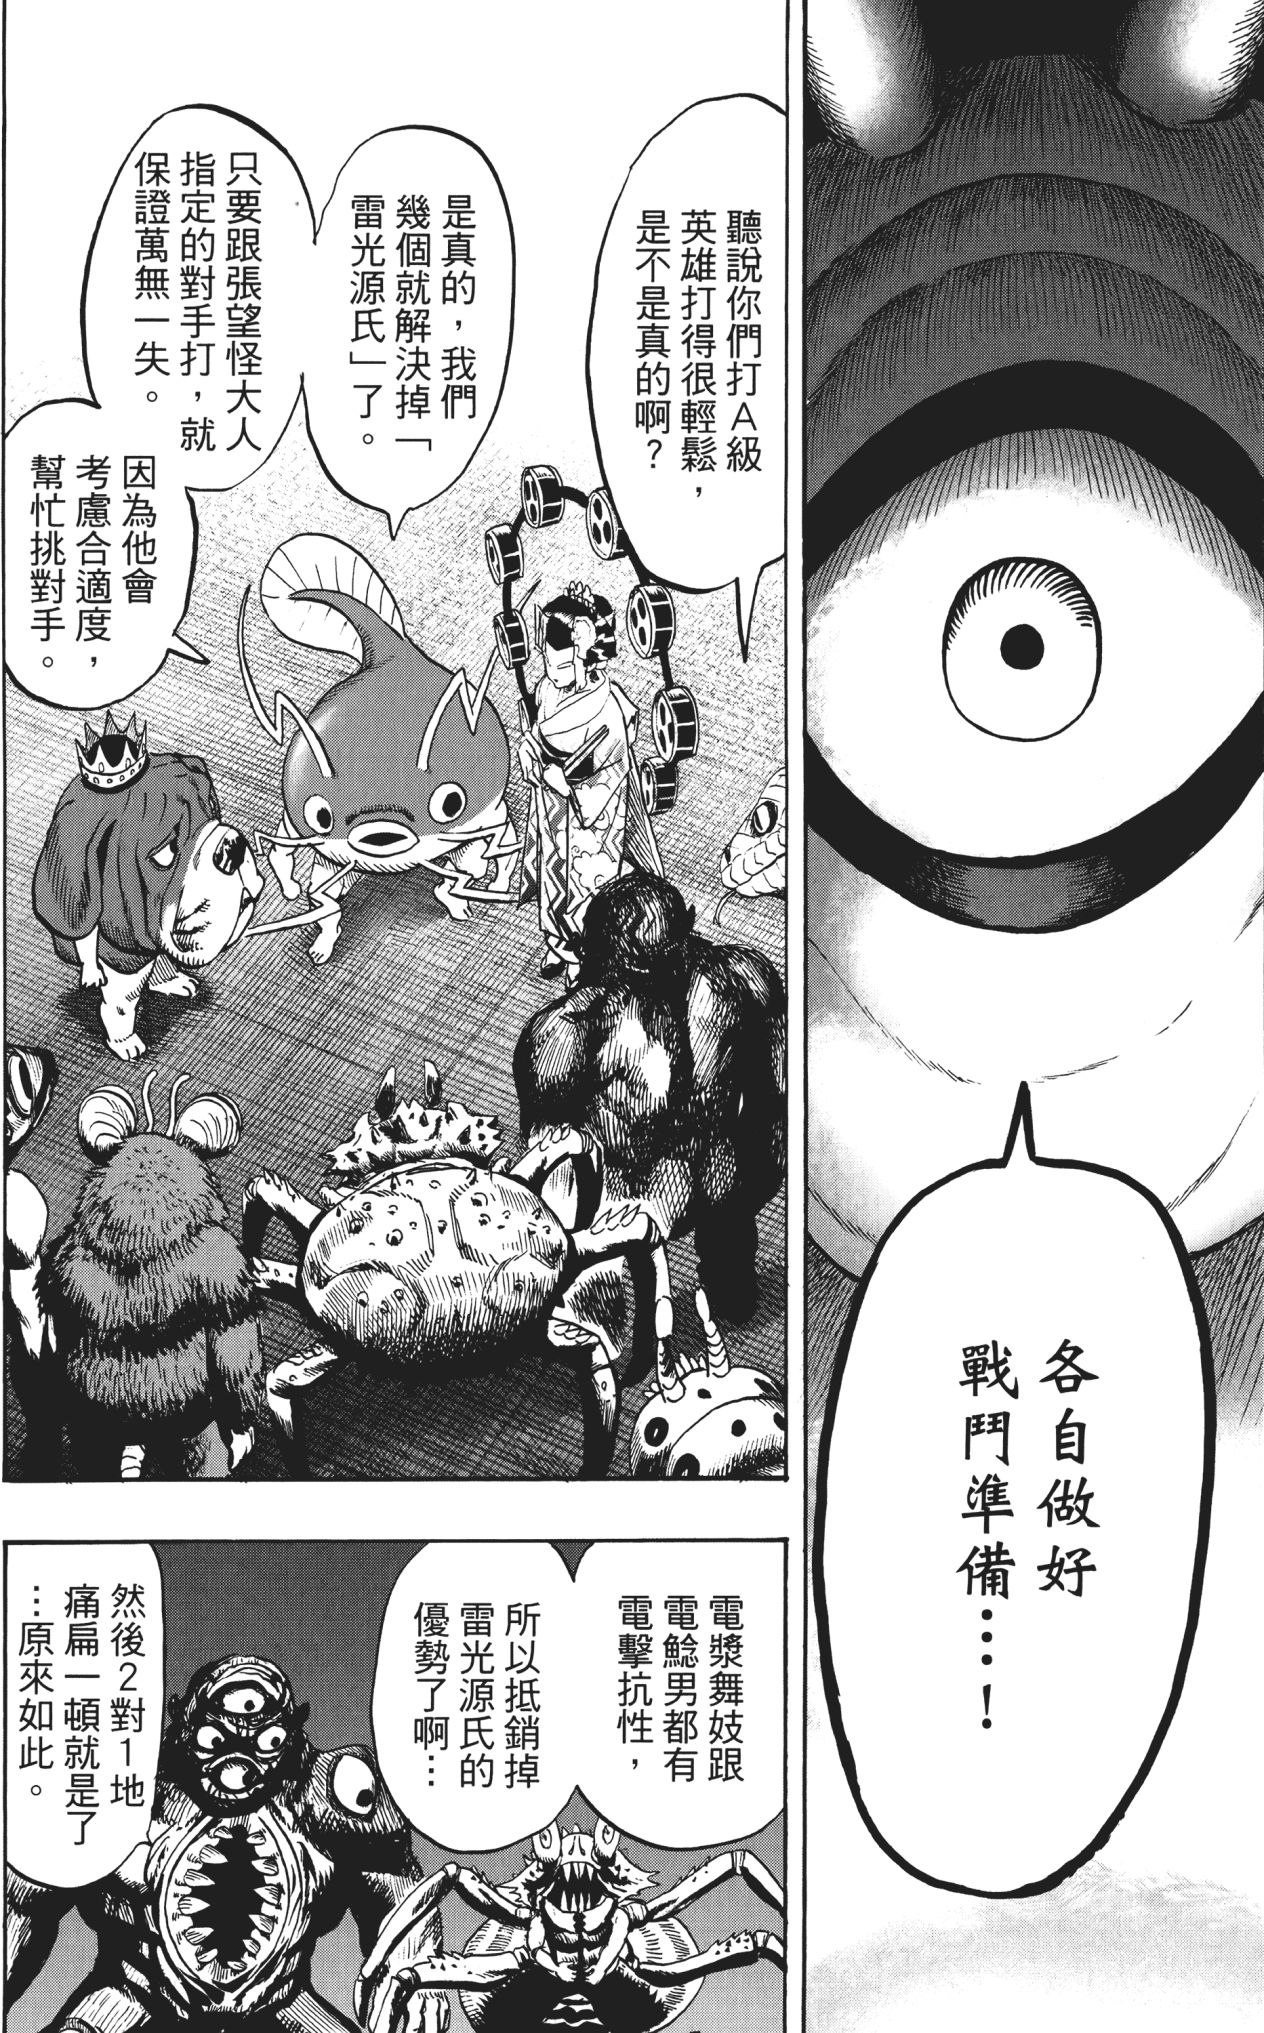 各自做好
戰鬥準備…！
聽說你們打A級
英雄打得很輕鬆，
是不是真的啊？
是真的，我們
幾個就解決掉「
雷光源氏」了。
只要跟張望怪大人
指定的對手打，就
保證萬無一失。
因為他會
考慮合適度，
幫忙挑對手。
電漿舞妓跟
電鯰男都有
電擊抗性，
所以抵銷掉
雷光源氏的
優勢了啊…
然後2對1地
痛扁一頓就是了
…原來如此。